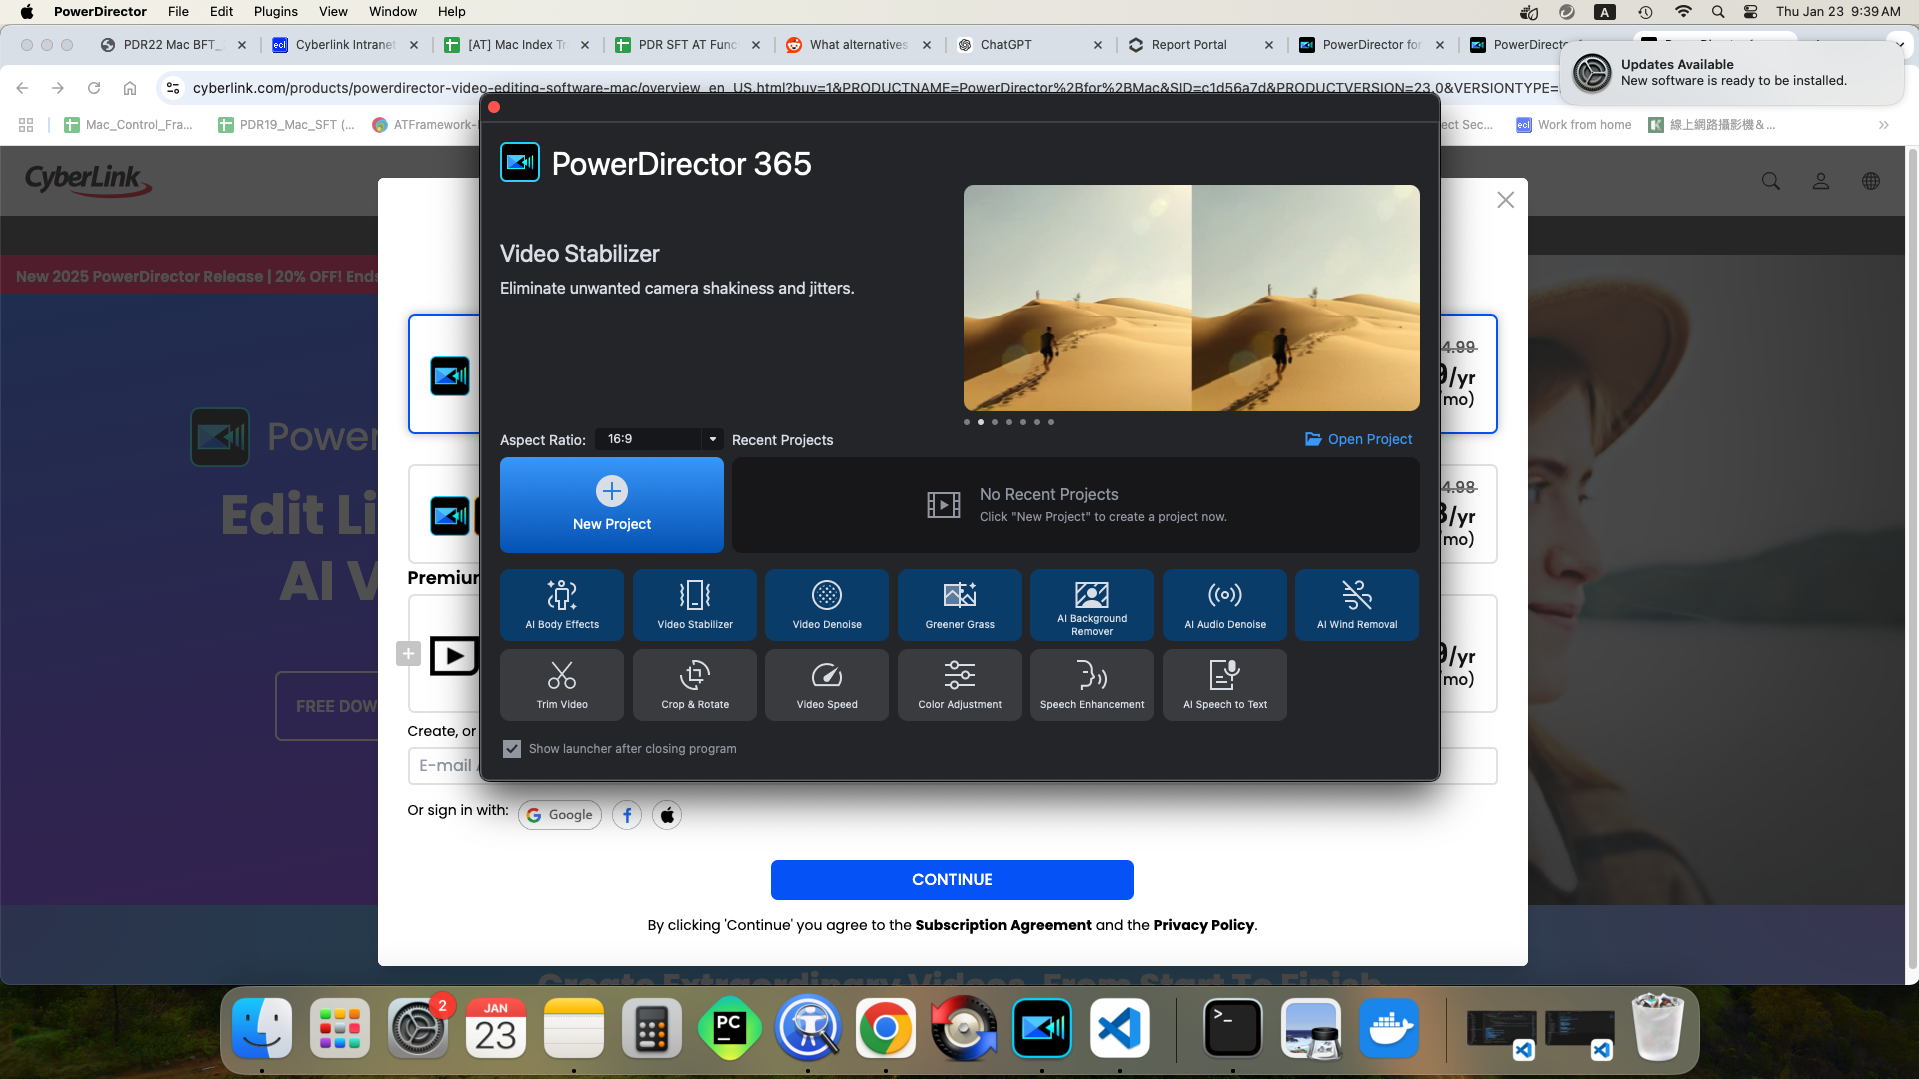 PowerDirector File Edit Plugins View Window Help
A Thu Jan 23 9:39 AM
PDR22 Mac BFT_
Cyberlink Intranet
[AT] Mac Index Tr
PDR SFT AT Func
What alternatives
ChatGPT
Report Portal
PowerDirector for
Updates Available
New software is ready to be installed.
cyberlink.com/products/powerdirector-video-editing-software-mac/overview_en_US.html?buy=1&PRODUCTNAME=PowerDirector%2Bfor%2BMac&SID=c1d56a7d&PRODUCTVERSION=23.0&VERSIONTYPE=
Mac_Control_Fra...
PDR19_Mac_SFT (...
ATFramework-
ect Sec...
Work from home
線上網路攝影機＆...
CyberLink
New 2025 PowerDirector Release | 20% OFF! Ends
Power
Edit Li
AI V
FREE DOW
PowerDirector 365
Video Stabilizer
Eliminate unwanted camera shakiness and jitters.
Aspect Ratio: 16:9
Recent Projects
Open Project
New Project
No Recent Projects
Click "New Project" to create a project now.
AI Body Effects
Video Stabilizer
Video Denoise
Greener Grass
AI Background
Remover
AI Audio Denoise
AI Wind Removal
Trim Video
Crop & Rotate
Video Speed
Color Adjustment
Speech Enhancement
AI Speech to Text
Show launcher after closing program
4.99
9/yr
mo)
4.98
/yr
mo)
Premium
9/yr
mo)
Create, or
E-mail
Or sign in with:
Google
CONTINUE
By clicking 'Continue' you agree to the Subscription Agreement and the Privacy Policy.
Create Extraordinary Videos, From Start To Finish
2
JAN
23
PC